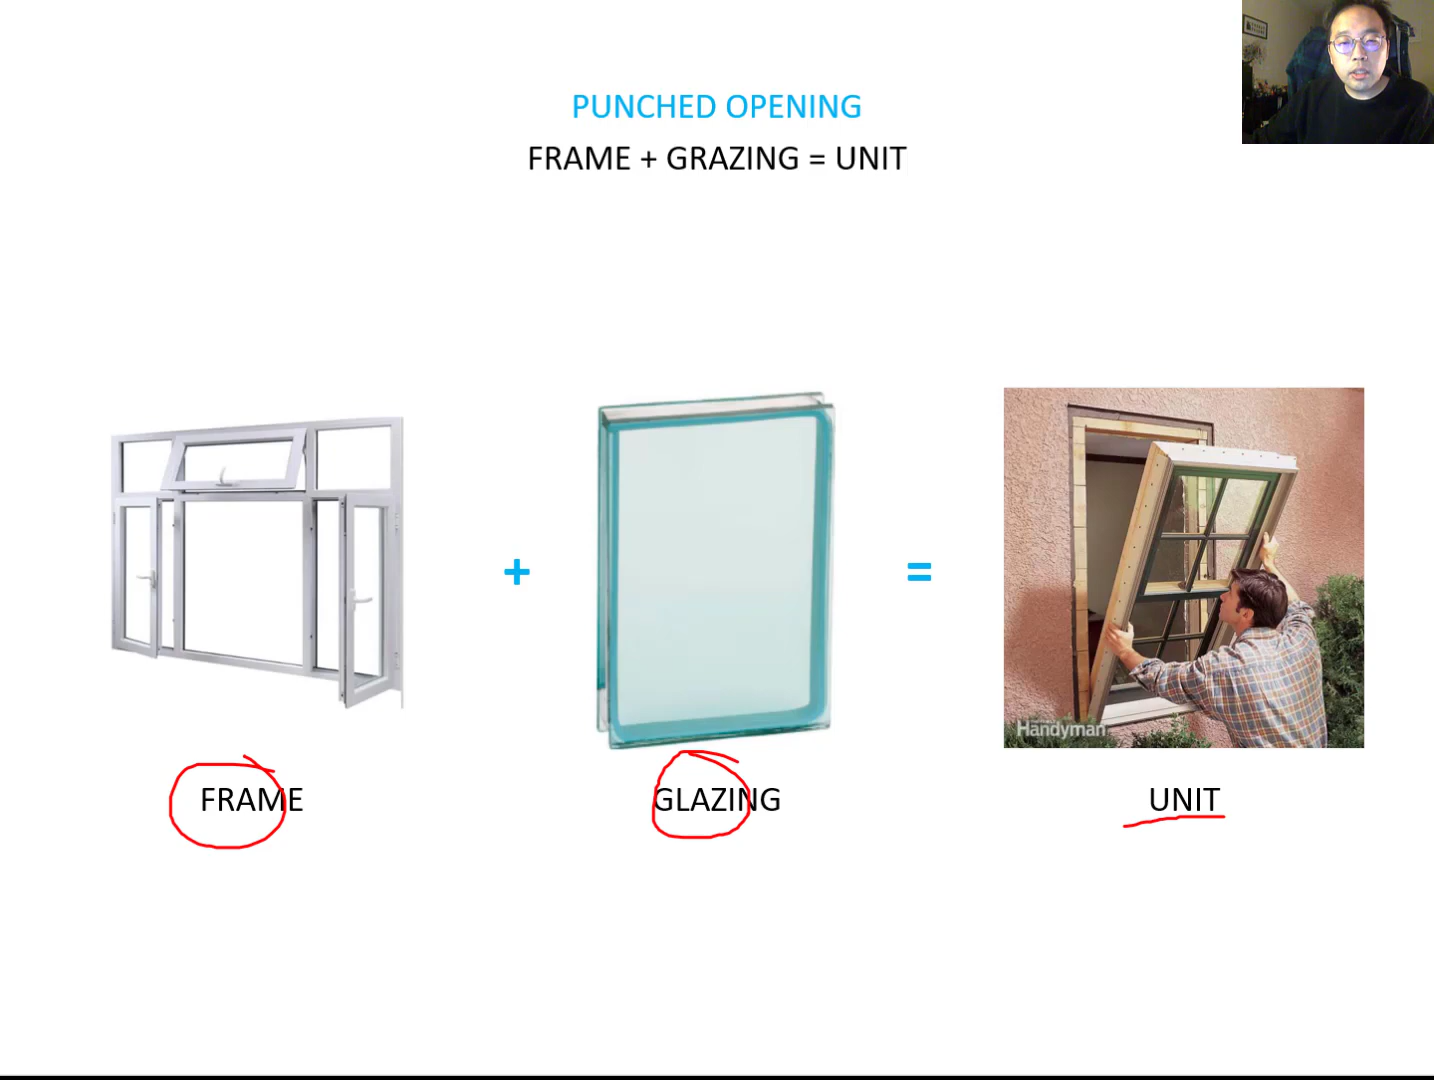 PUNCHED OPENING
FRAME + GRAZING = UNIT
+
=
Handyman
FRAME
GLAZING
UNIT